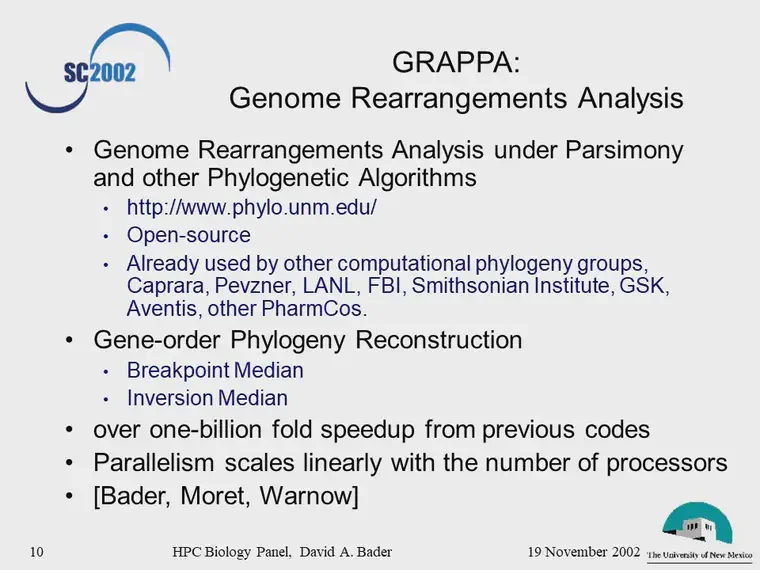 SC2002
GRAPPA:
Genome Rearrangements Analysis
• Genome Rearrangements Analysis under Parsimony
and other Phylogenetic Algorithms
• http://www.phylo.unm.edu/
• Open-source
• Already used by other computational phylogeny groups,
Caprara, Pevzner, LANL, FBI, Smithsonian Institute, GSK,
Aventis, other PharmCos.
• Gene-order Phylogeny Reconstruction
• Breakpoint Median
• Inversion Median
• over one-billion fold speedup from previous codes
• Parallelism scales linearly with the number of processors
• [Bader, Moret, Warnow]
10 HPC Biology Panel, David A. Bader 19 November 2002
The University of New Mexico